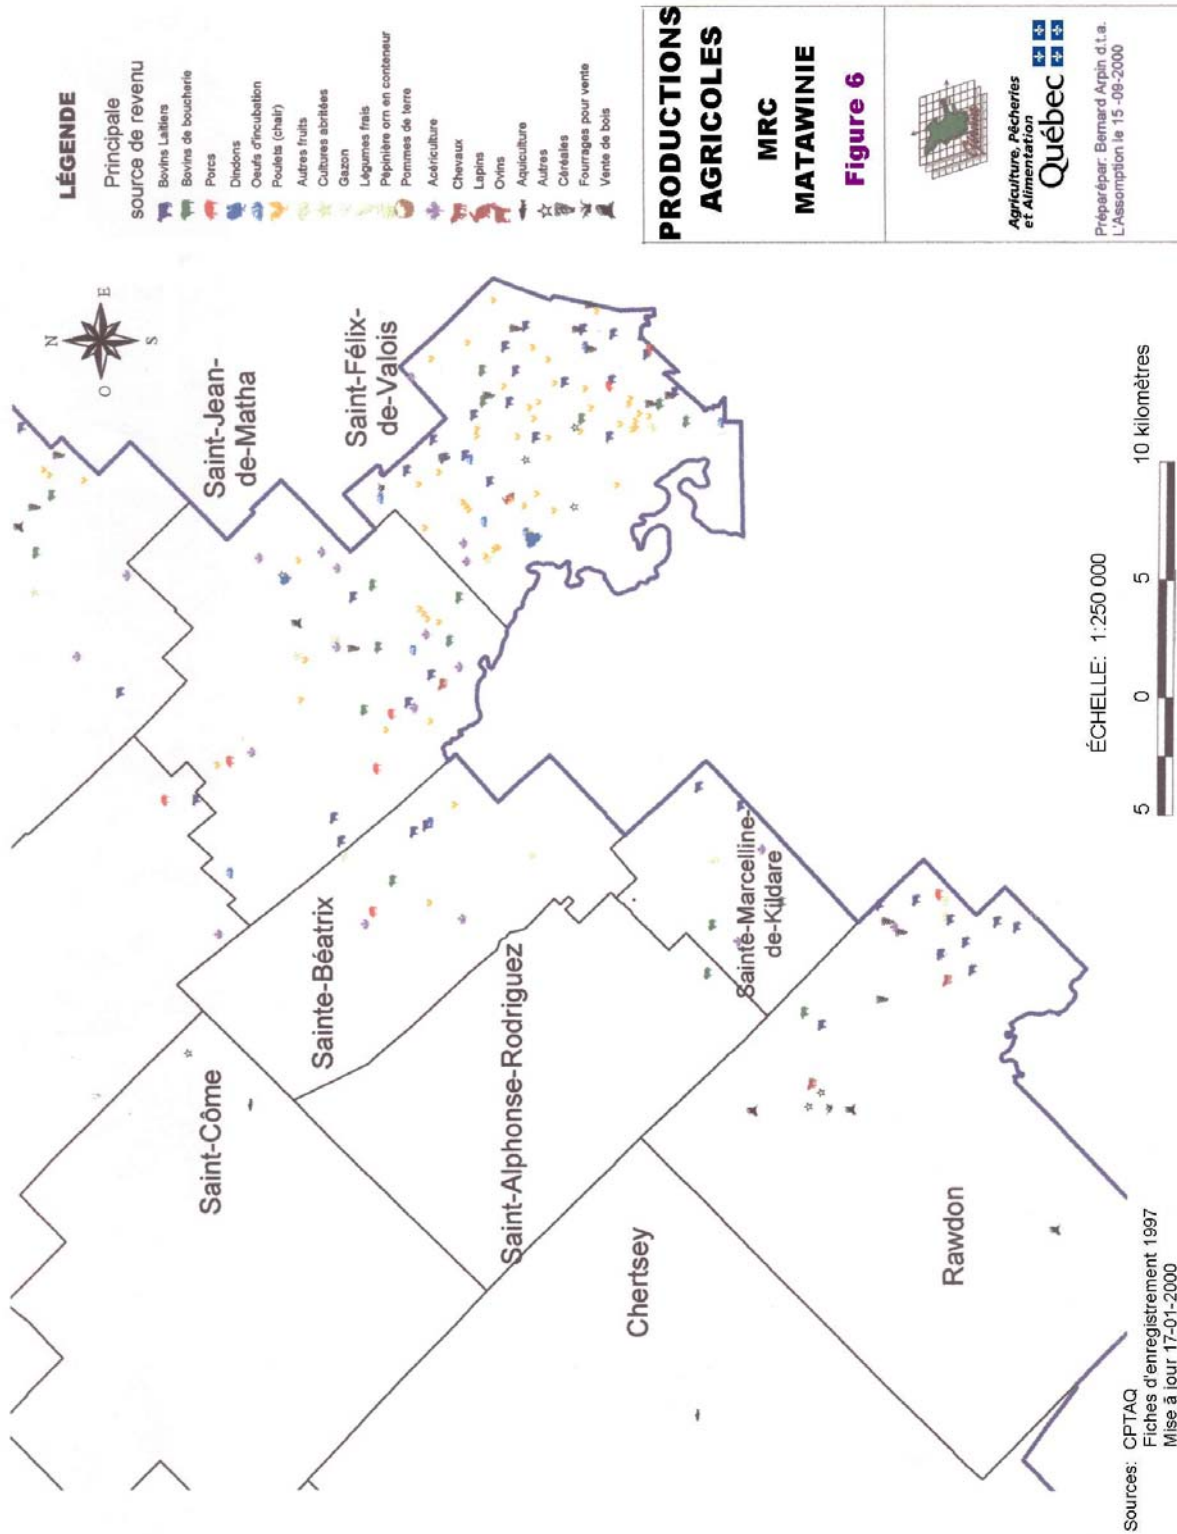 LÉGENDE
Principale
source de revenu
Bovins Laitiers
Bovins de boucherie
Porcs
Dindons
Oeufs d'incubation
Poulets (chair)
Autres fruits
Cultures abritées
Gazon
Légumes frais
Pépinière orn en conteneur
Pommes de terre
Acériculture
Chevaux
Lapins
Ovins
Aquiculture
Autres
Céréales
Fourrages pour vente
Vente de bois
PRODUCTIONS
AGRICOLES
MRC
MATAWINIE
Figure 6
Agriculture, Pêcheries
et Alimentation
Québec
Préparépar: Bernard Arpin d.t.a.
L'Assomption le 15 -09-2000
N
E
S
O
Saint-Jean-
de-Matha
Saint-Félix-
de-Valois
Sainte-Béatrix
Saint-Côme
Saint-Alphonse-Rodriguez
Sainte-Marcelline-
de-Kildare
Chertsey
Rawdon
ÉCHELLE: 1:250 000
5 0 5 10 kilomètres
Sources: CPTAQ
Fiches d'enregistrement 1997
Mise à jour 17-01-2000